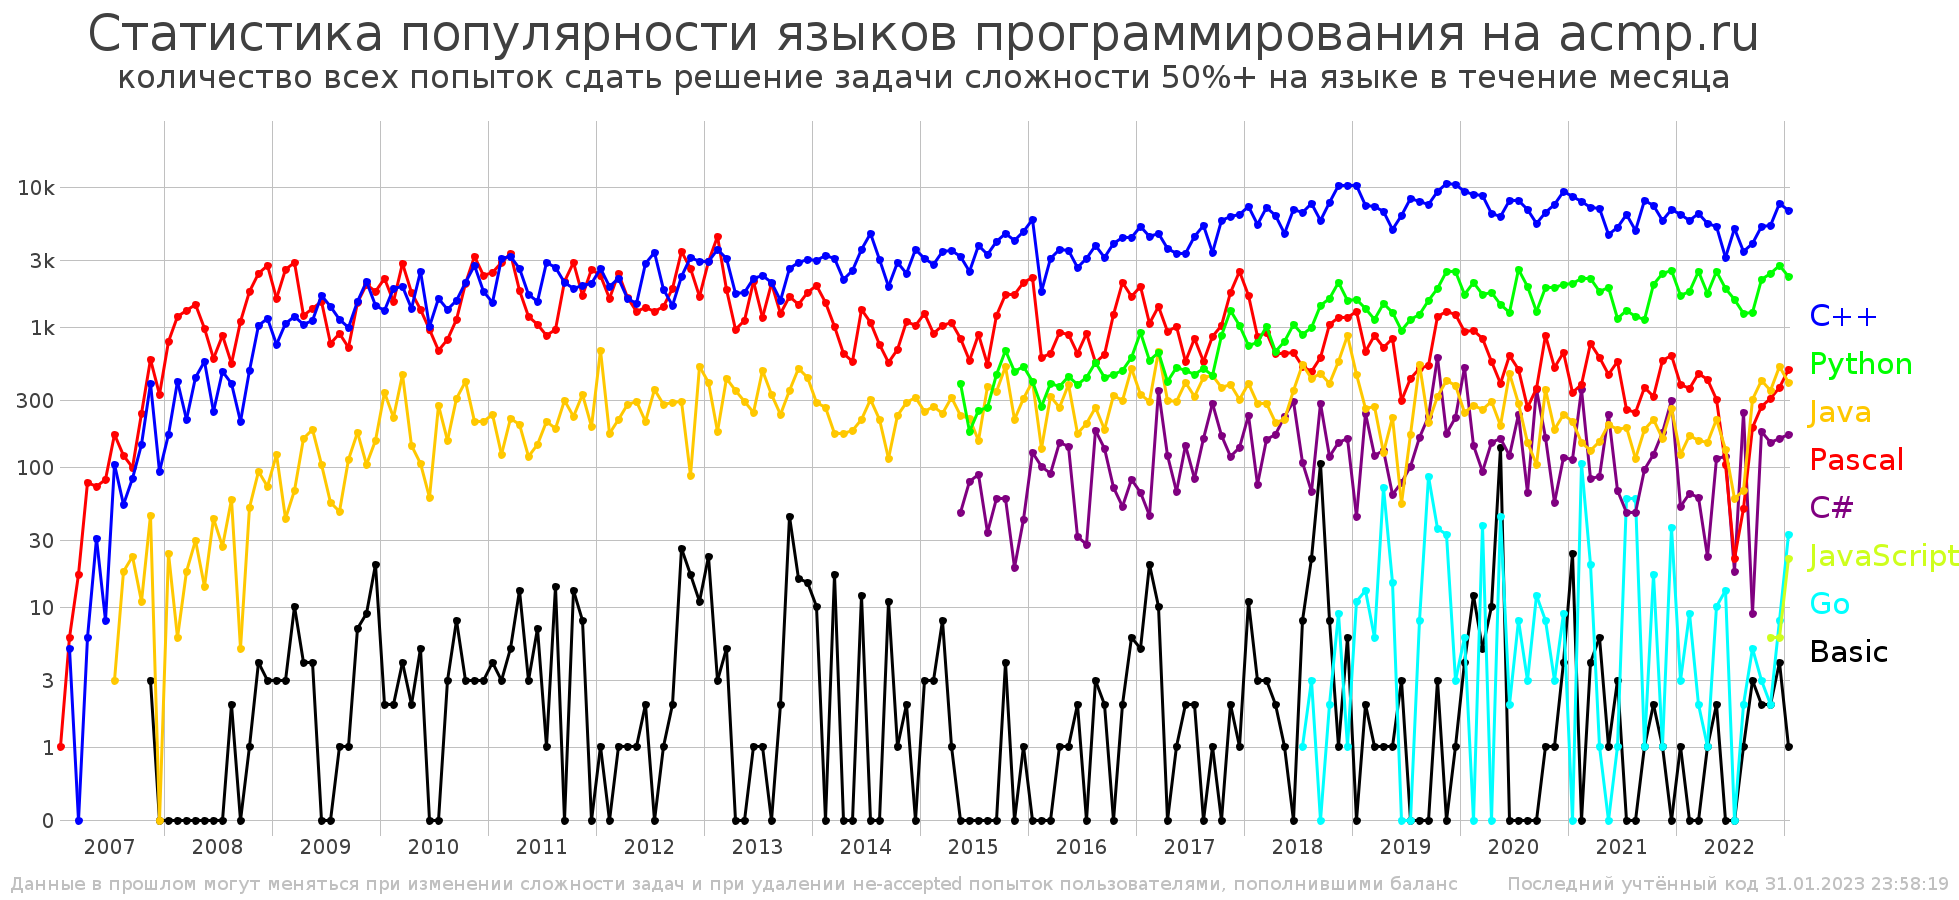 Статистика популярности языков программирования на acmp.ru
количество всех попыток сдать решение задачи сложности 50%+ на языке в течение месяца
10k
3k
1k
300
100
30
10
3
1
0
C++
Python
Java
Pascal
C#
JavaScript
Go
Basic
2007 2008 2009 2010 2011 2012 2013 2014 2015 2016 2017 2018 2019 2020 2021 2022
Данные в прошлом могут меняться при изменении сложности задач и при удалении не-accepted попыток пользователями, пополнившими баланс
Последний учтённый код 31.01.2023 23:58:19